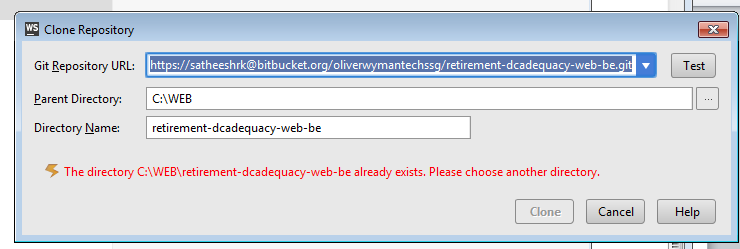 WS Clone Repository
Git Repository URL: https://satheeshrk@bitbucket.org/oliverwymantechssg/retirement-dcadequacy-web-be.git Test
Parent Directory: C:\WEB ...
Directory Name: retirement-dcadequacy-web-be
The directory C:\WEB\retirement-dcadequacy-web-be already exists. Please choose another directory.
Clone Cancel Help